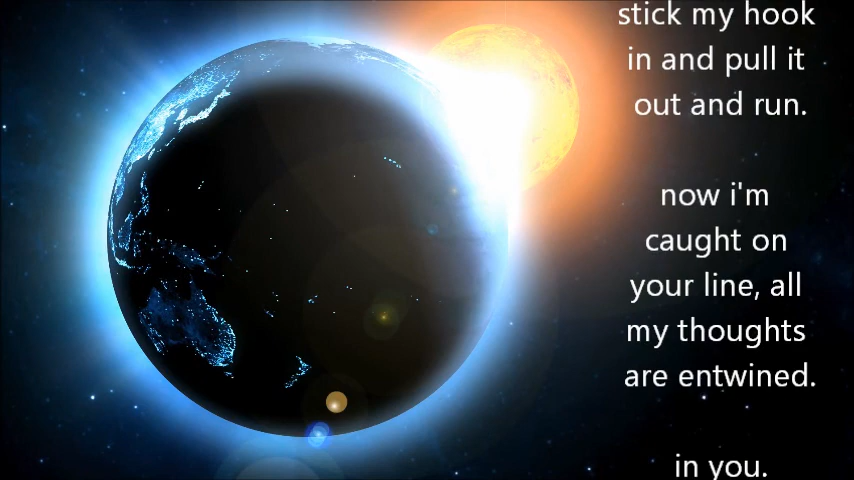 stick my hook
in and pull it
out and run.
now i'm
caught on
your line, all
my thoughts
are entwined.
in you.